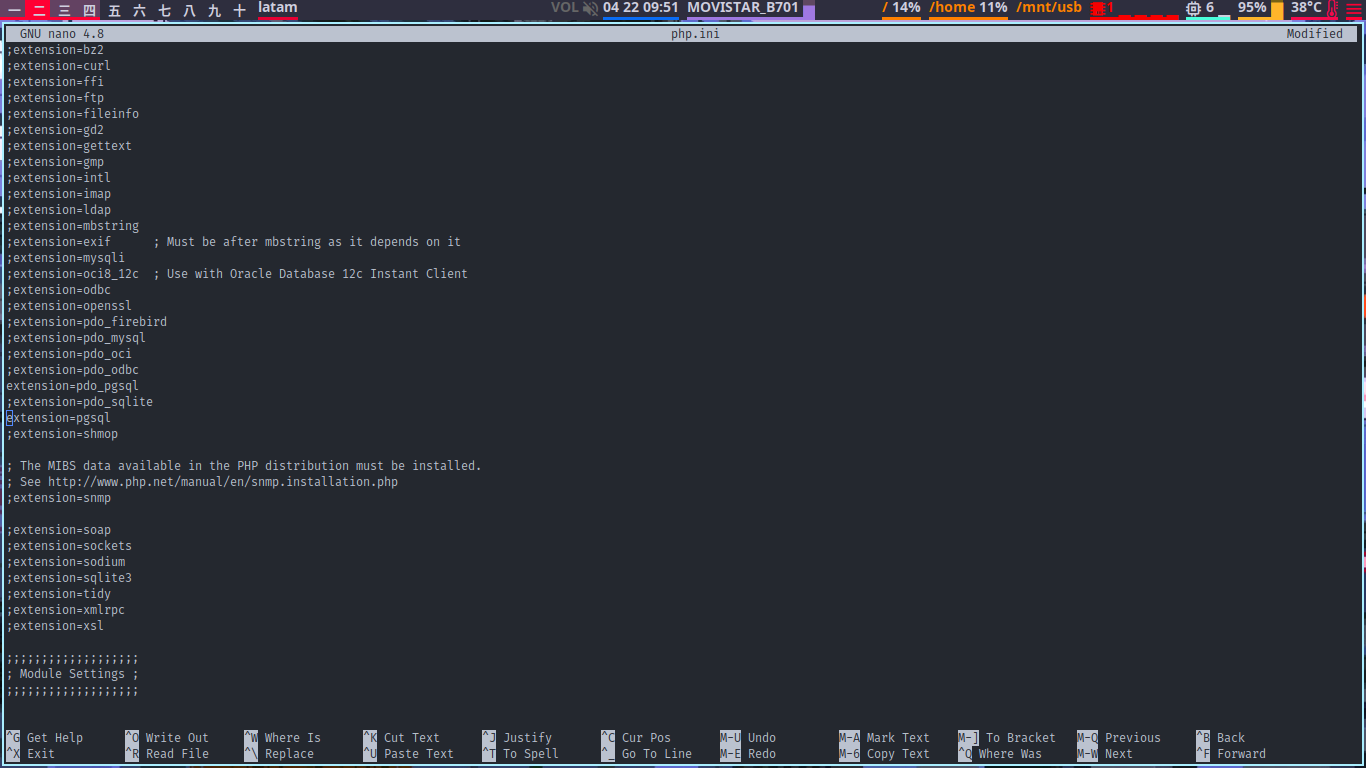 一 二 三 四 五 六 七 八 九 十 latam VOL 04 22 09:51 MOVISTAR_B701 / 14% /home 11% /mnt/usb 1 6 95% 38°C
GNU nano 4.8 php.ini Modified
;extension=bz2
;extension=curl
;extension=ffi
;extension=ftp
;extension=fileinfo
;extension=gd2
;extension=gettext
;extension=gmp
;extension=intl
;extension=imap
;extension=ldap
;extension=mbstring
;extension=exif      ; Must be after mbstring as it depends on it
;extension=mysqli
;extension=oci8_12c  ; Use with Oracle Database 12c Instant Client
;extension=odbc
;extension=openssl
;extension=pdo_firebird
;extension=pdo_mysql
;extension=pdo_oci
;extension=pdo_odbc
extension=pdo_pgsql
;extension=pdo_sqlite
extension=pgsql
;extension=shmop
; The MIBS data available in the PHP distribution must be installed.
; See http://www.php.net/manual/en/snmp.installation.php
;extension=snmp
;extension=soap
;extension=sockets
;extension=sodium
;extension=sqlite3
;extension=tidy
;extension=xmlrpc
;extension=xsl
;;;;;;;;;;;;;;;;;;;
; Module Settings ;
;;;;;;;;;;;;;;;;;;;
^G Get Help ^O Write Out ^W Where Is ^K Cut Text ^J Justify ^C Cur Pos M-U Undo M-A Mark Text M-] To Bracket M-Q Previous ^B Back
^X Exit ^R Read File ^\ Replace ^U Paste Text ^T To Spell ^_ Go To Line M-E Redo M-6 Copy Text ^Q Where Was M-W Next ^F Forward